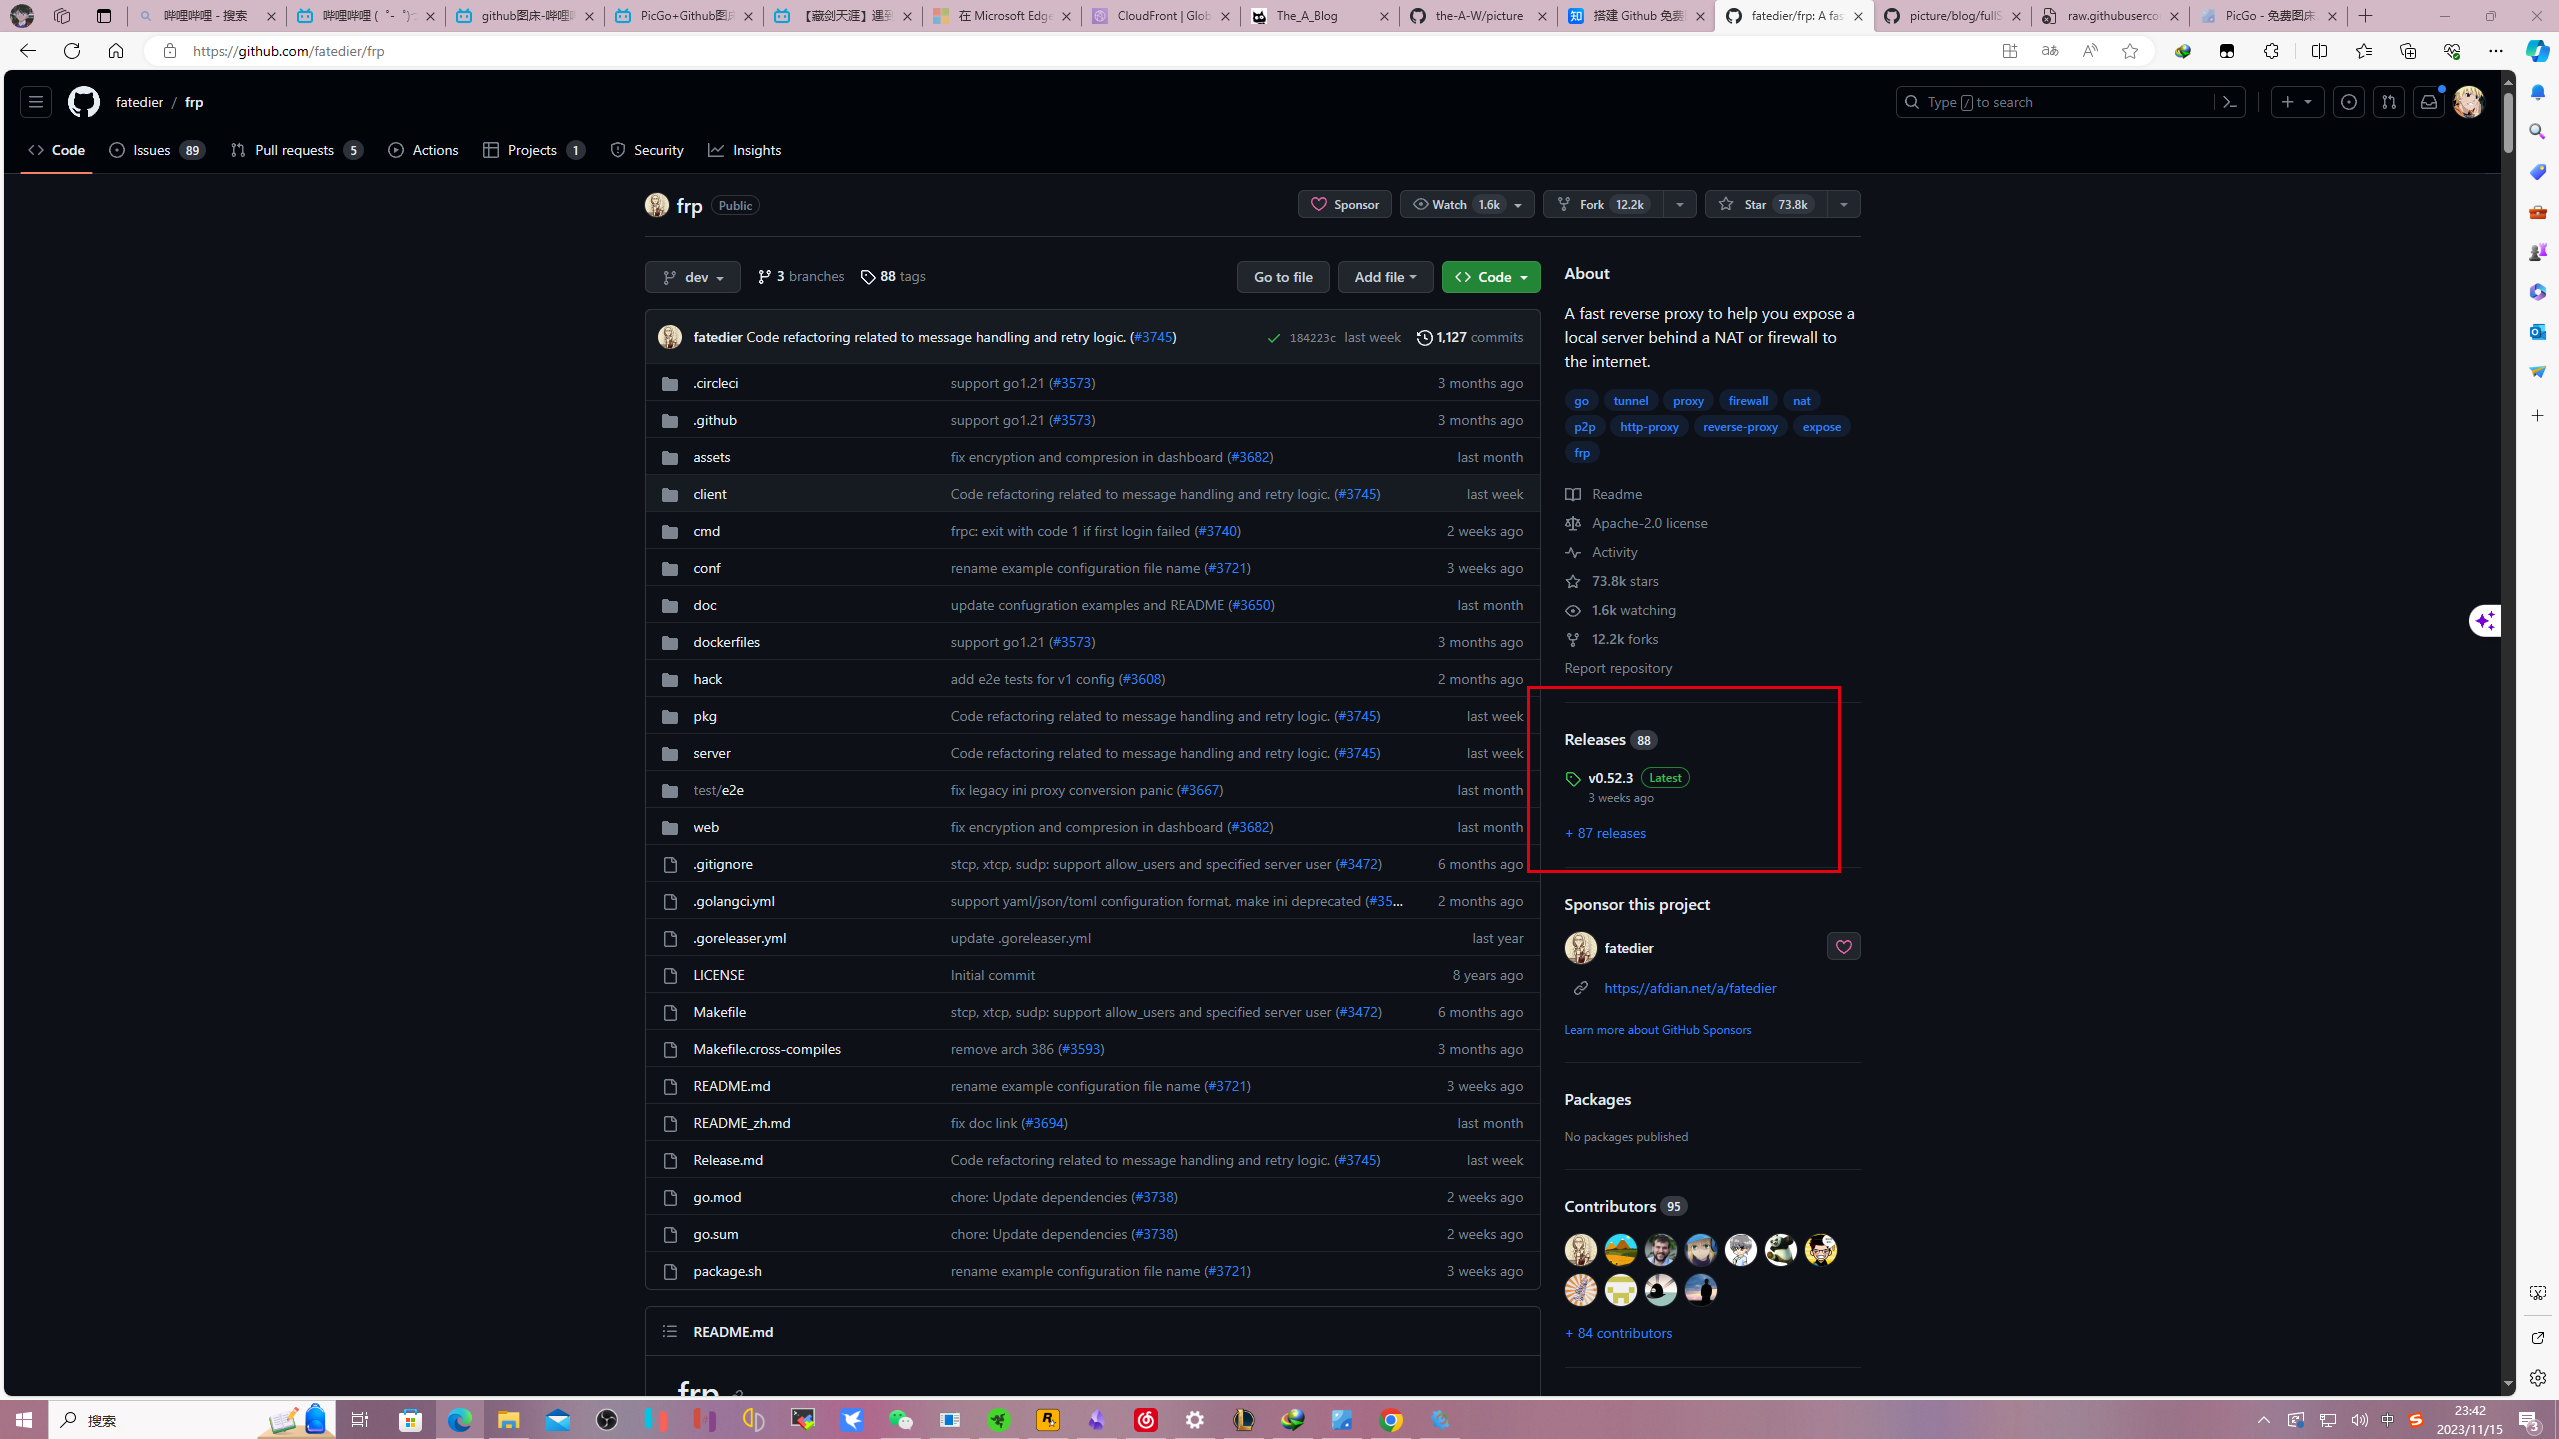 哔哩哔哩 - 搜索
哔哩哔哩 (゜-゜)つ
github图床-哔哩哔
PicGo+Github图床
【藏剑天涯】遇到
在 Microsoft Edge
CloudFront | Glob
The_A_Blog
the-A-W/picture
搭建 Github 免费图
fatedier/frp: A fas
picture/blog/fullS
raw.githubusercon
PicGo - 免费图床
https://github.com/fatedier/frp
fatedier / frp
Type / to search
Code
Issues 89
Pull requests 5
Actions
Projects 1
Security
Insights
frp Public
Sponsor
Watch 1.6k
Fork 12.2k
Star 73.8k
dev
3 branches
88 tags
Go to file
Add file
Code
fatedier Code refactoring related to message handling and retry logic. (#3745)
184223c last week
1,127 commits
.circleci support go1.21 (#3573) 3 months ago
.github support go1.21 (#3573) 3 months ago
assets fix encryption and compresion in dashboard (#3682) last month
client Code refactoring related to message handling and retry logic. (#3745) last week
cmd frpc: exit with code 1 if first login failed (#3740) 2 weeks ago
conf rename example configuration file name (#3721) 3 weeks ago
doc update confugration examples and README (#3650) last month
dockerfiles support go1.21 (#3573) 3 months ago
hack add e2e tests for v1 config (#3608) 2 months ago
pkg Code refactoring related to message handling and retry logic. (#3745) last week
server Code refactoring related to message handling and retry logic. (#3745) last week
test/e2e fix legacy ini proxy conversion panic (#3667) last month
web fix encryption and compresion in dashboard (#3682) last month
.gitignore stcp, xtcp, sudp: support allow_users and specified server user (#3472) 6 months ago
.golangci.yml support yaml/json/toml configuration format, make ini deprecated (#35… 2 months ago
.goreleaser.yml update .goreleaser.yml last year
LICENSE Initial commit 8 years ago
Makefile stcp, xtcp, sudp: support allow_users and specified server user (#3472) 6 months ago
Makefile.cross-compiles remove arch 386 (#3593) 3 months ago
README.md rename example configuration file name (#3721) 3 weeks ago
README_zh.md fix doc link (#3694) last month
Release.md Code refactoring related to message handling and retry logic. (#3745) last week
go.mod chore: Update dependencies (#3738) 2 weeks ago
go.sum chore: Update dependencies (#3738) 2 weeks ago
package.sh rename example configuration file name (#3721) 3 weeks ago
README.md
frp
About
A fast reverse proxy to help you expose a
local server behind a NAT or firewall to
the internet.
go tunnel proxy firewall nat
p2p http-proxy reverse-proxy expose
frp
Readme
Apache-2.0 license
Activity
73.8k stars
1.6k watching
12.2k forks
Report repository
Releases 88
v0.52.3 Latest
3 weeks ago
+ 87 releases
Sponsor this project
fatedier
https://afdian.net/a/fatedier
Learn more about GitHub Sponsors
Packages
No packages published
Contributors 95
+ 84 contributors
搜索
中
23:42
2023/11/15
3